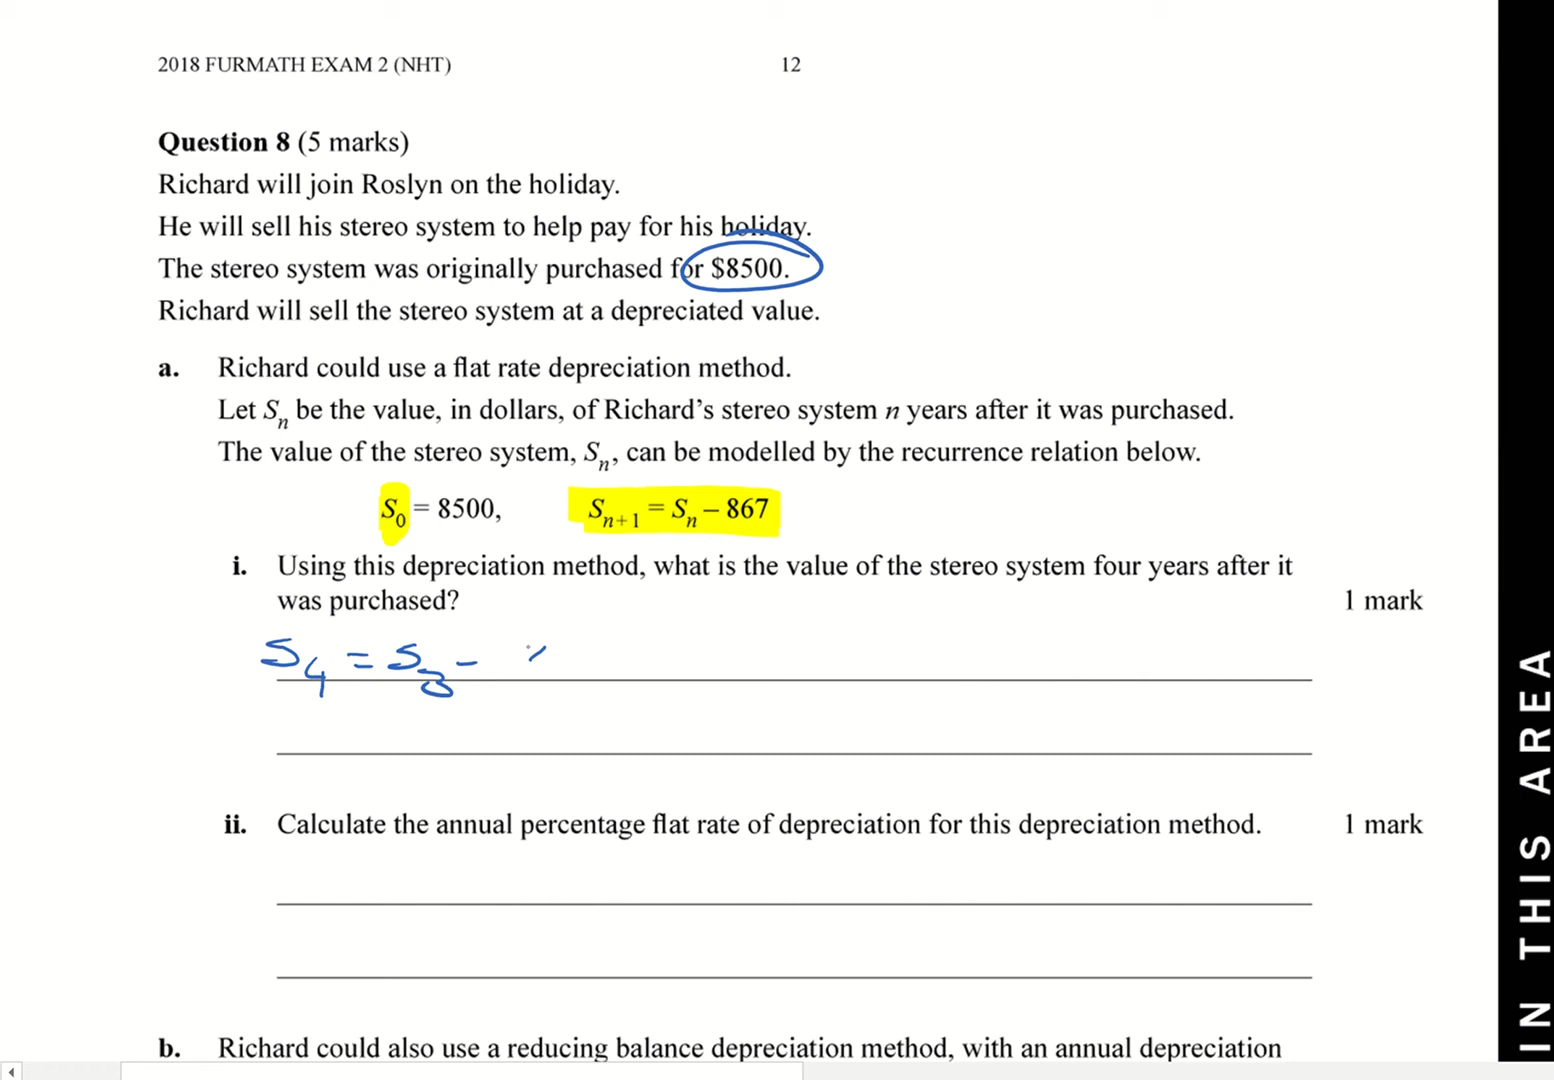 2018 FURMATH EXAM 2 (NHT)
12
Question 8 (5 marks)
Richard will join Roslyn on the holiday.
He will sell his stereo system to help pay for his holiday.
The stereo system was originally purchased for $8500.
Richard will sell the stereo system at a depreciated value.
a. Richard could use a flat rate depreciation method.
Let Sn be the value, in dollars, of Richard's stereo system n years after it was purchased.
The value of the stereo system, Sn, can be modelled by the recurrence relation below.
S0 = 8500, Sn+1 = Sn – 867
i. Using this depreciation method, what is the value of the stereo system four years after it
was purchased? 1 mark
S4 = S3 -
ii. Calculate the annual percentage flat rate of depreciation for this depreciation method. 1 mark
b. Richard could also use a reducing balance depreciation method, with an annual depreciation
IN THIS AREA